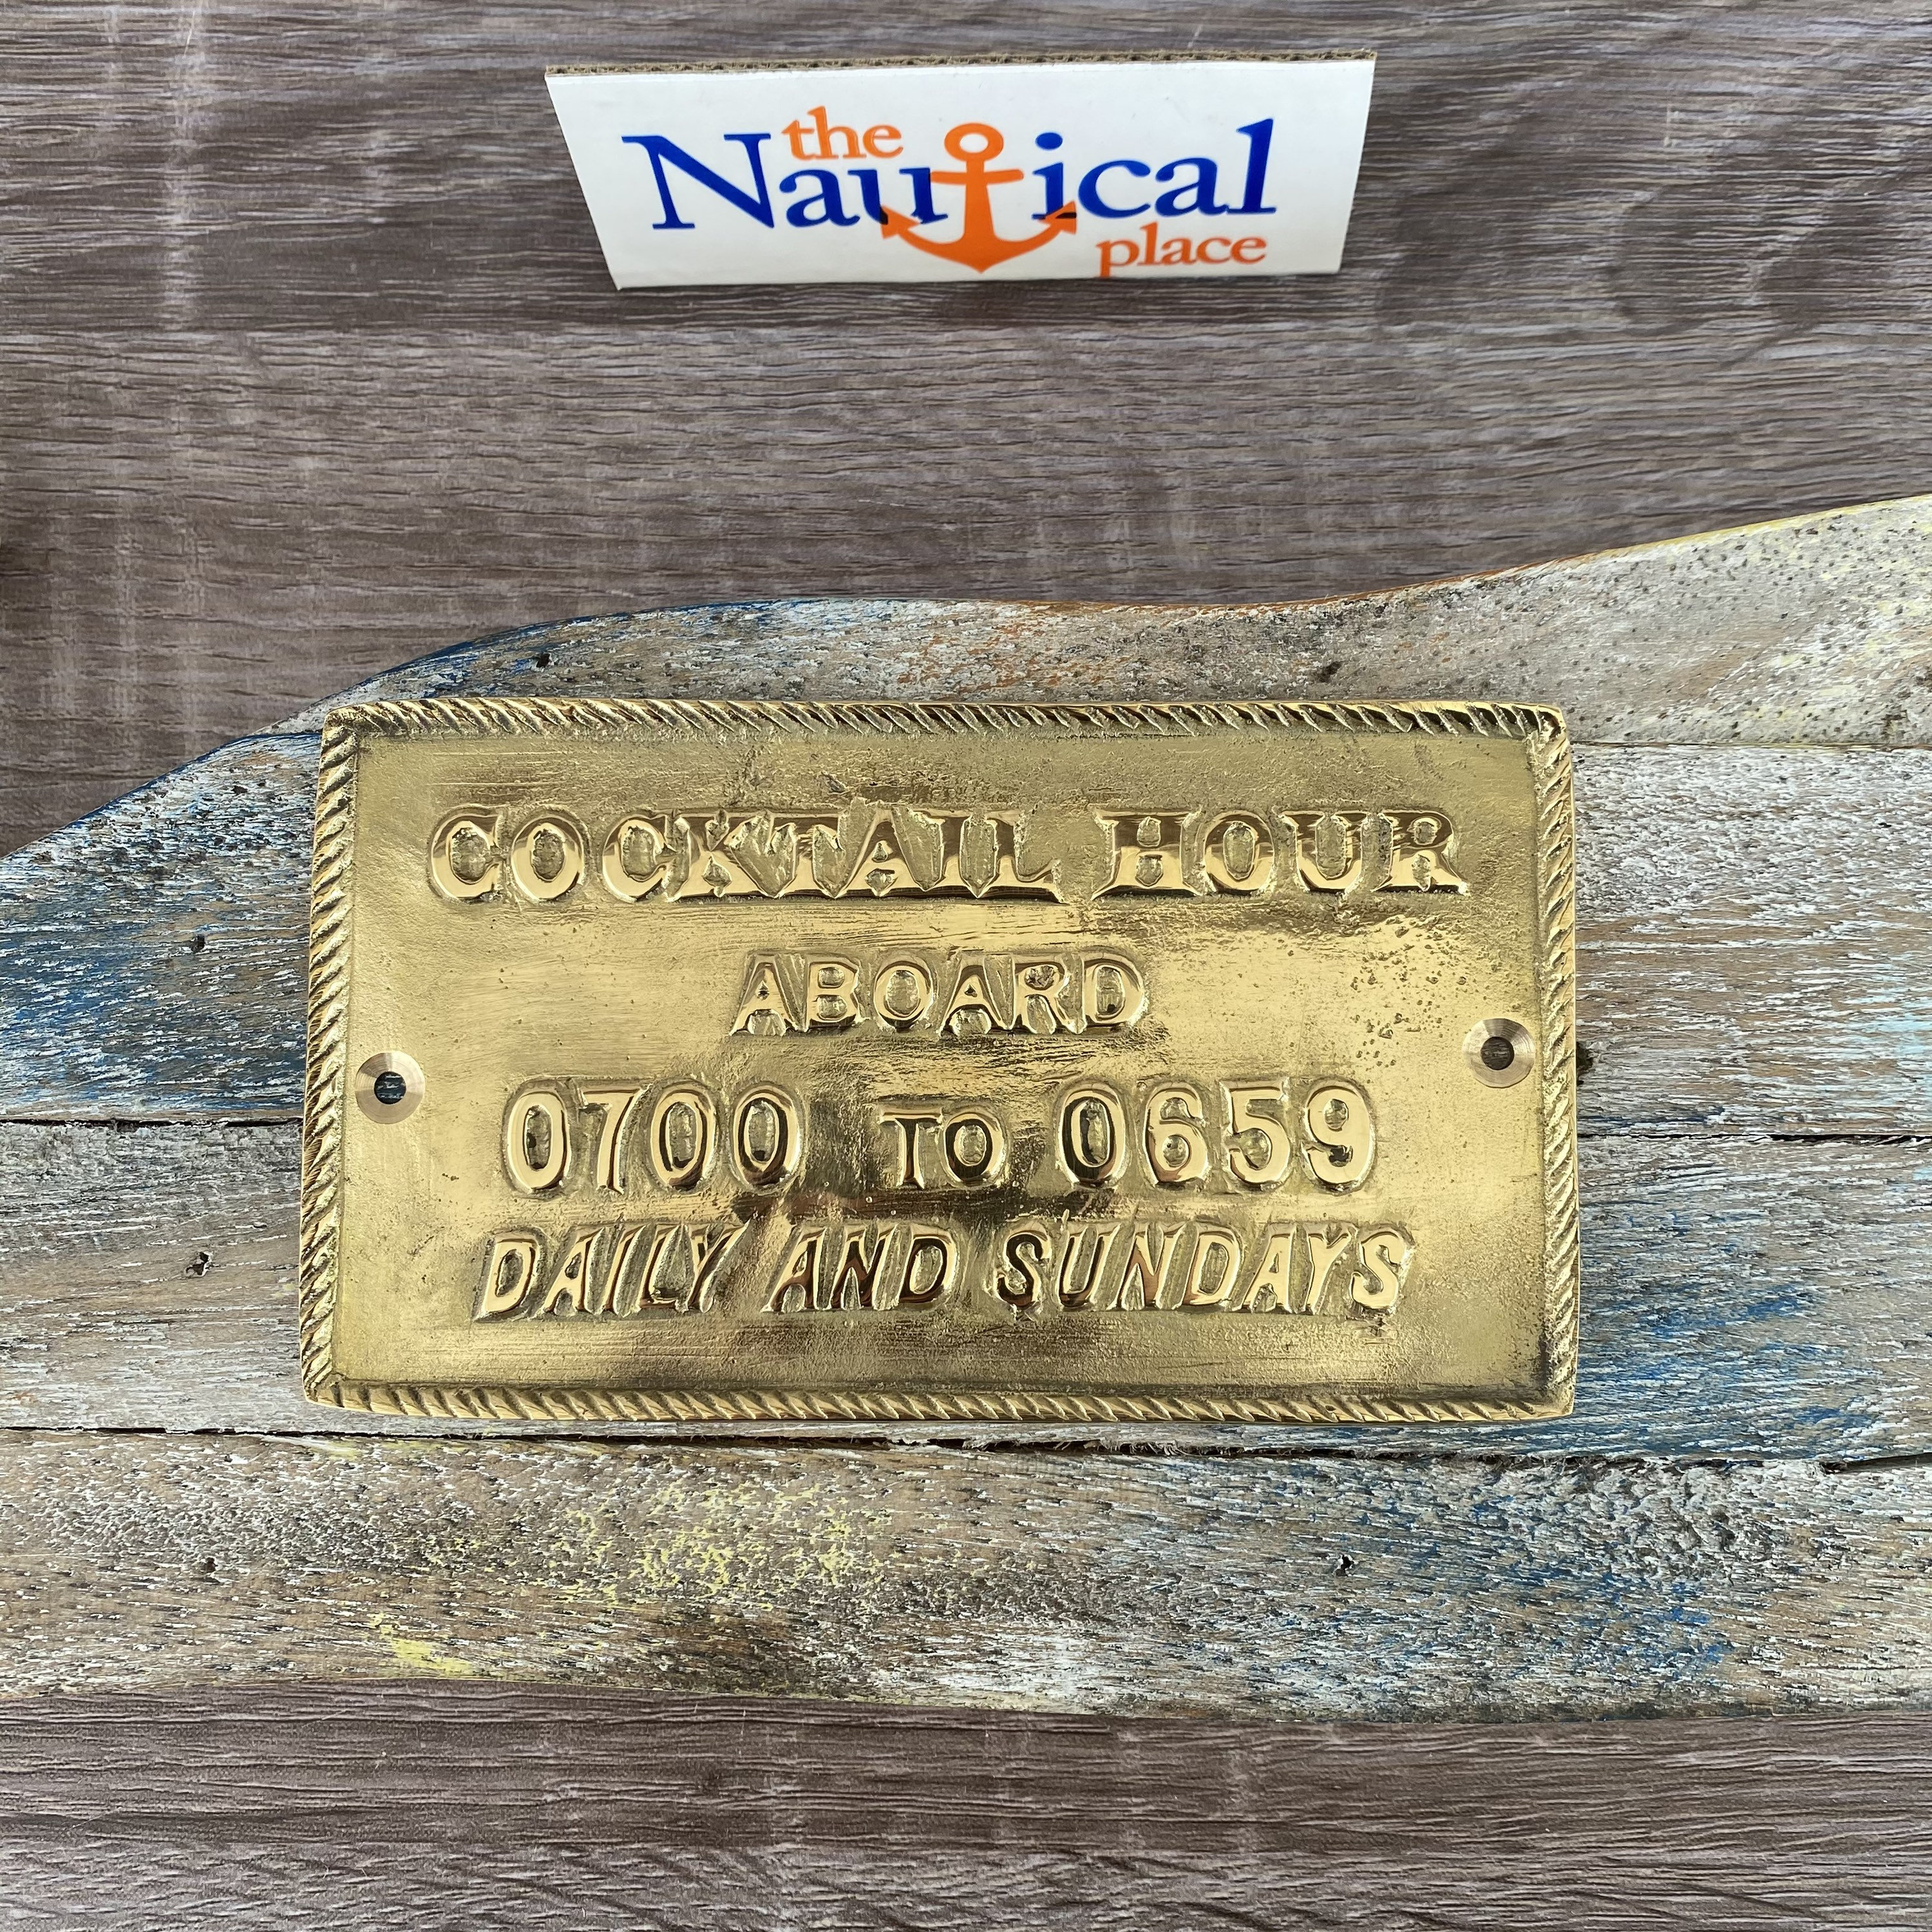 the
Nautical
place
COCKTAIL HOUR
ABOARD
0700 TO 0659
DAILY AND SUNDAYS